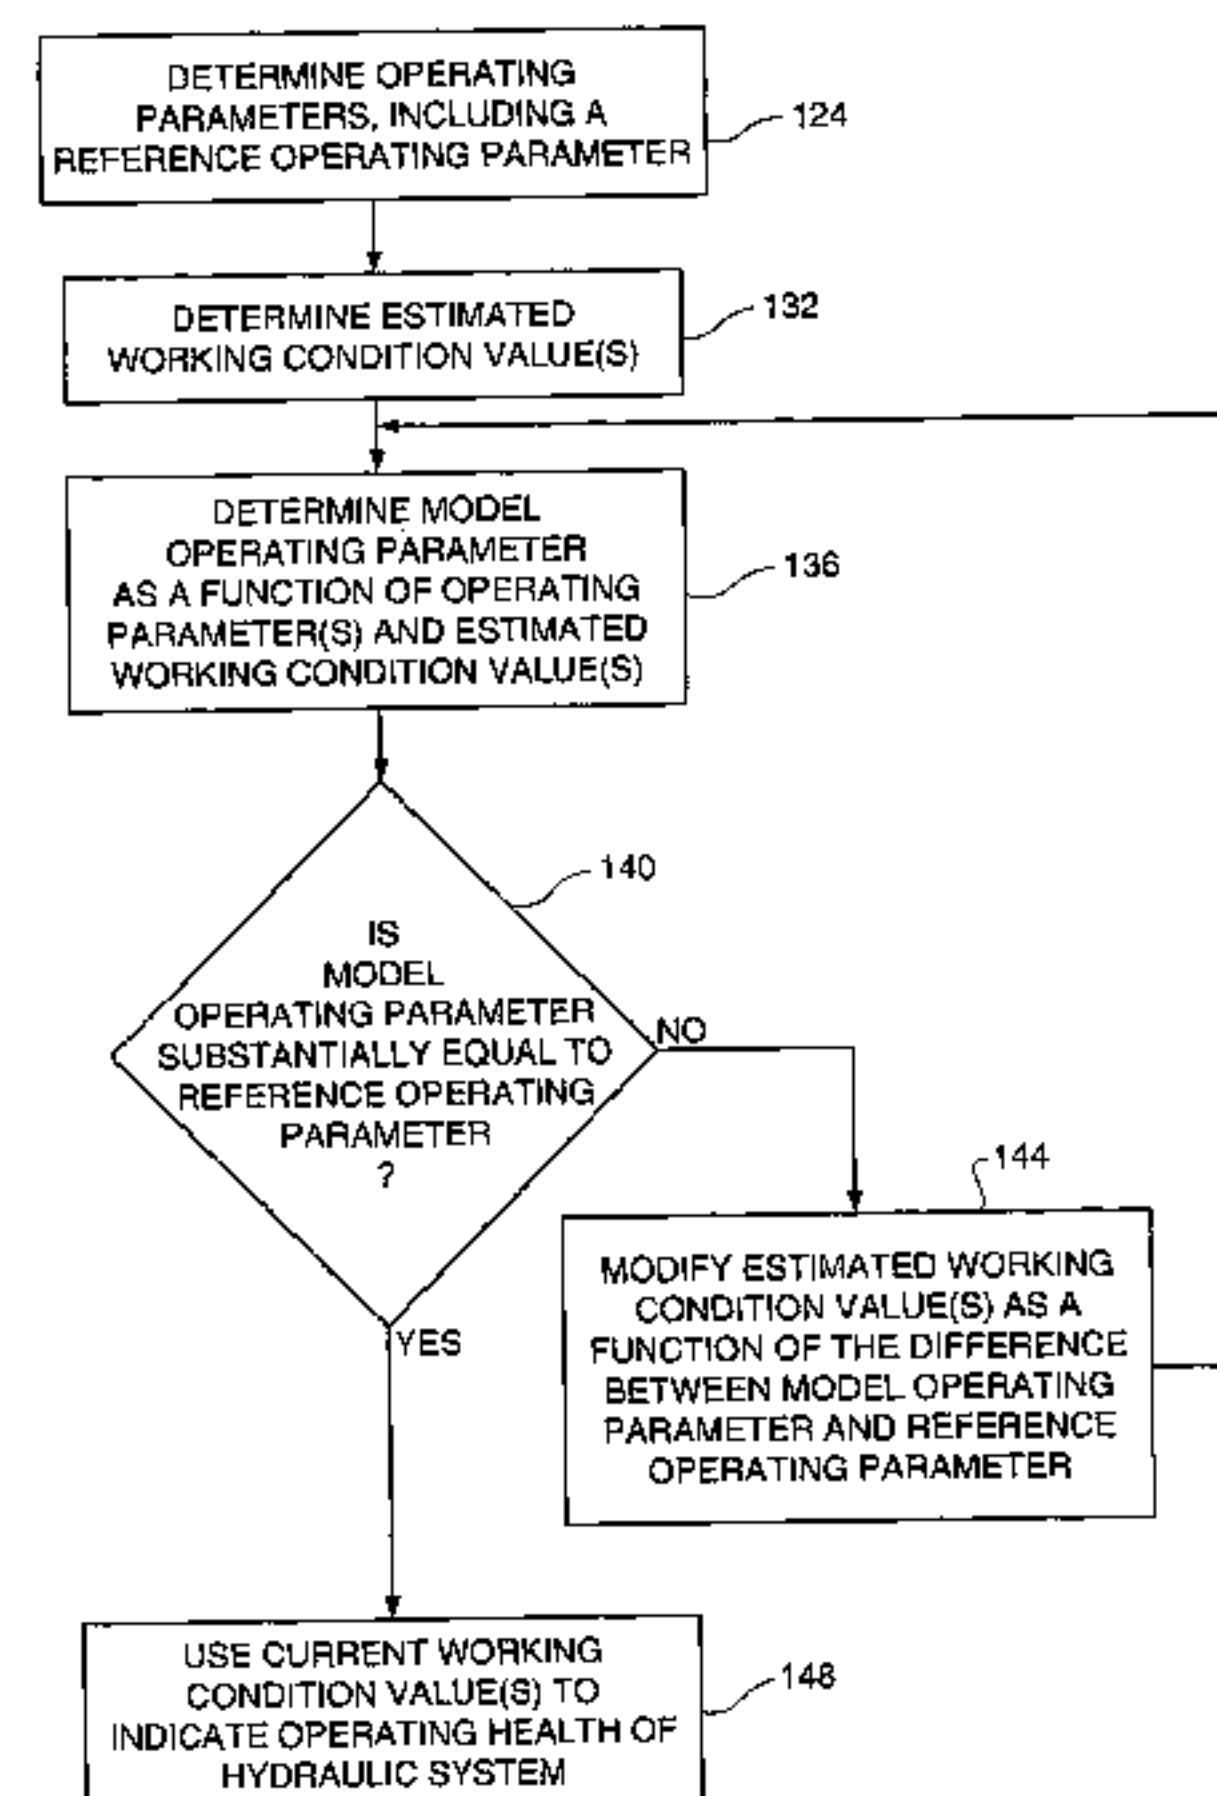 DETERMINE OPERATING
PARAMETERS, INCLUDING A
REFERENCE OPERATING PARAMETER
124
DETERMINE ESTIMATED
WORKING CONDITION VALUE(S)
132
DETERMINE MODEL
OPERATING PARAMETER
AS A FUNCTION OF OPERATING
PARAMETER(S) AND ESTIMATED
WORKING CONDITION VALUE(S)
136
140
IS
MODEL
OPERATING PARAMETER
SUBSTANTIALLY EQUAL TO
REFERENCE OPERATING
PARAMETER
?
NO
YES
144
MODIFY ESTIMATED WORKING
CONDITION VALUE(S) AS A
FUNCTION OF THE DIFFERENCE
BETWEEN MODEL OPERATING
PARAMETER AND REFERENCE
OPERATING PARAMETER
USE CURRENT WORKING
CONDITION VALUE(S) TO
INDICATE OPERATING HEALTH OF
HYDRAULIC SYSTEM
148